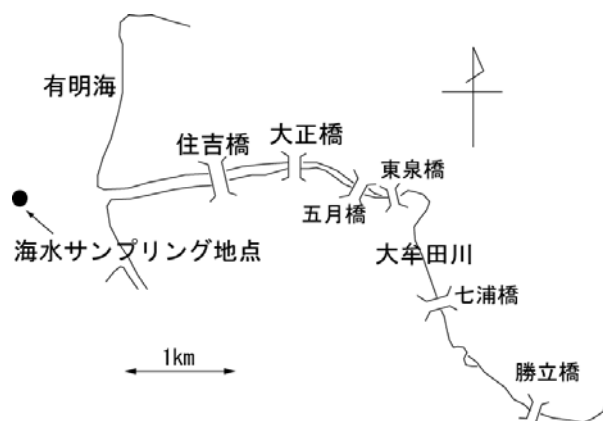 有明海
大正橋
住吉橋
東泉橋
五月橋
海水サンプリング地点
大牟田川
七浦橋
1km
勝立橋